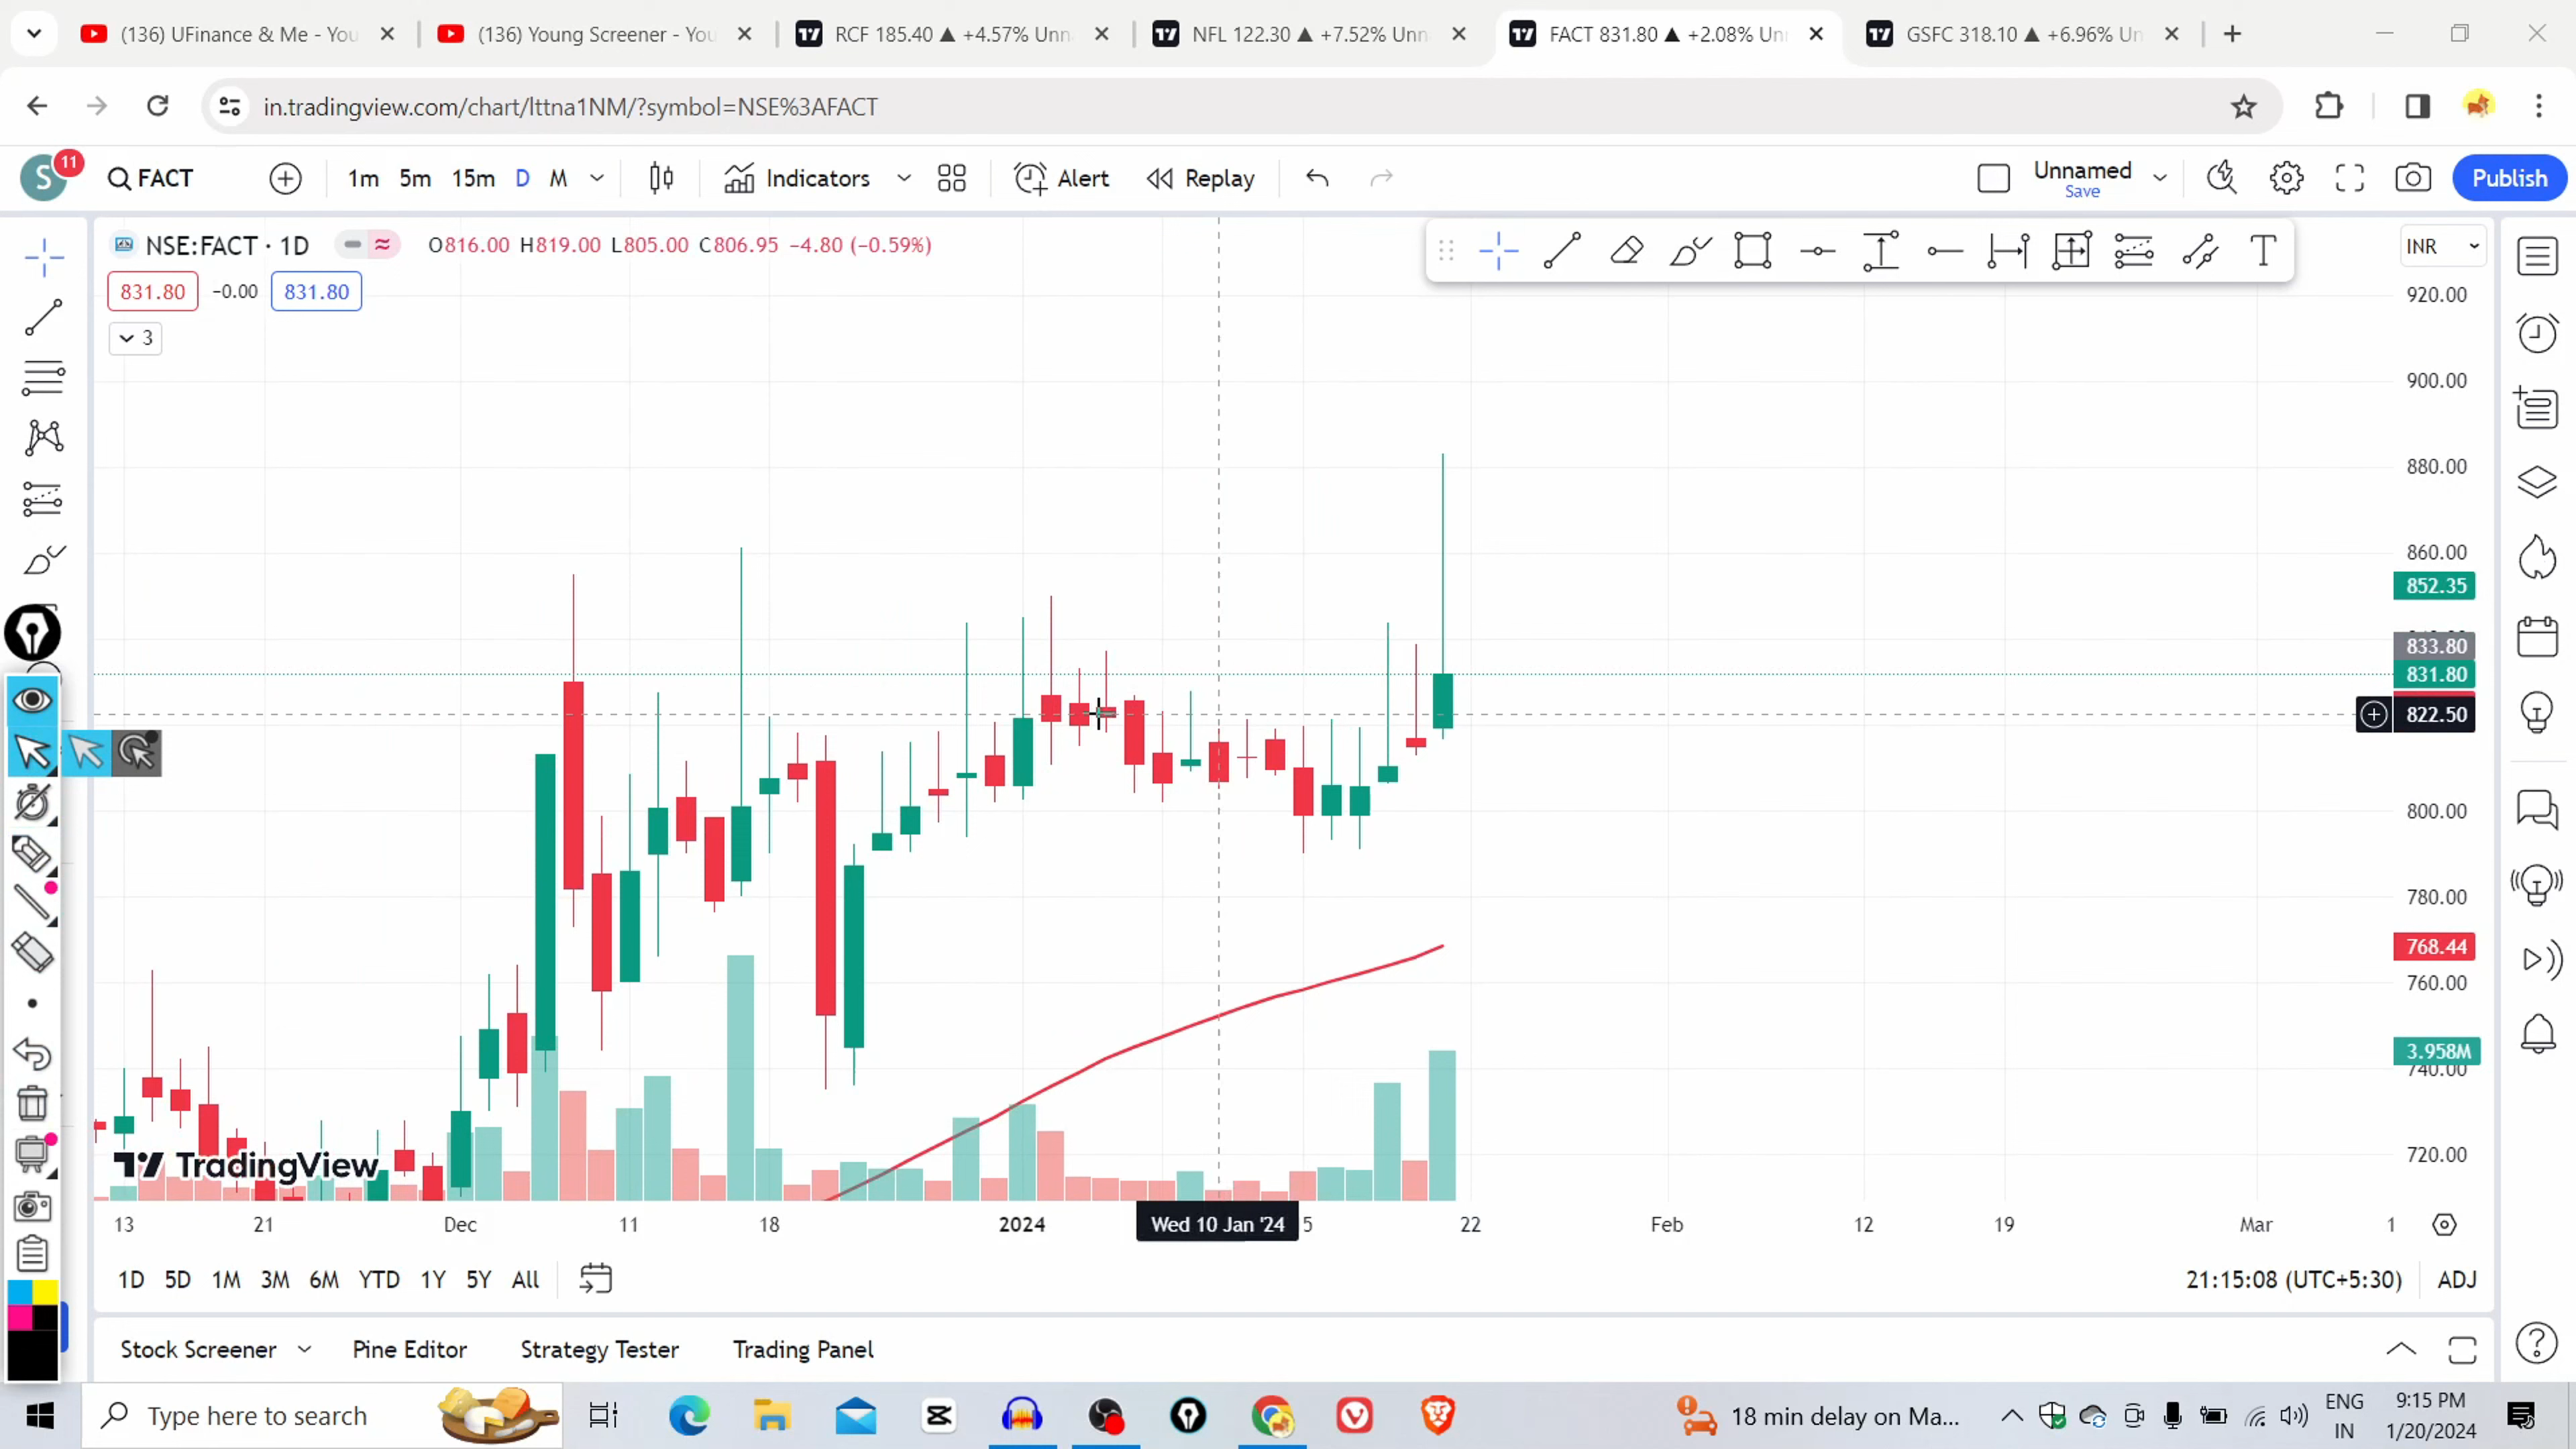 (136) UFinance & Me - You
(136) Young Screener - You
RCF 185.40 ▲ +4.57% Unn
NFL 122.30 ▲ +7.52% Unn
FACT 831.80 ▲ +2.08% Un
GSFC 318.10 ▲ +6.96% Un
in.tradingview.com/chart/lttna1NM/?symbol=NSE%3AFACT
S 11 FACT 1m 5m 15m D M Indicators Alert Replay Unnamed Save Publish
NSE:FACT · 1D O816.00 H819.00 L805.00 C806.95 −4.80 (−0.59%)
INR
831.80 −0.00 831.80
3
920.00
900.00
880.00
860.00
852.35
833.80
831.80
822.50
800.00
780.00
768.44
760.00
3.958M
740.00
720.00
TradingView
13 21 Dec 11 18 2024 Wed 10 Jan '24 5 22 Feb 12 19 Mar 1
1D 5D 1M 3M 6M YTD 1Y 5Y All 21:15:08 (UTC+5:30) ADJ
Stock Screener Pine Editor Strategy Tester Trading Panel
Type here to search
18 min delay on Ma...
ENG
IN
9:15 PM
1/20/2024